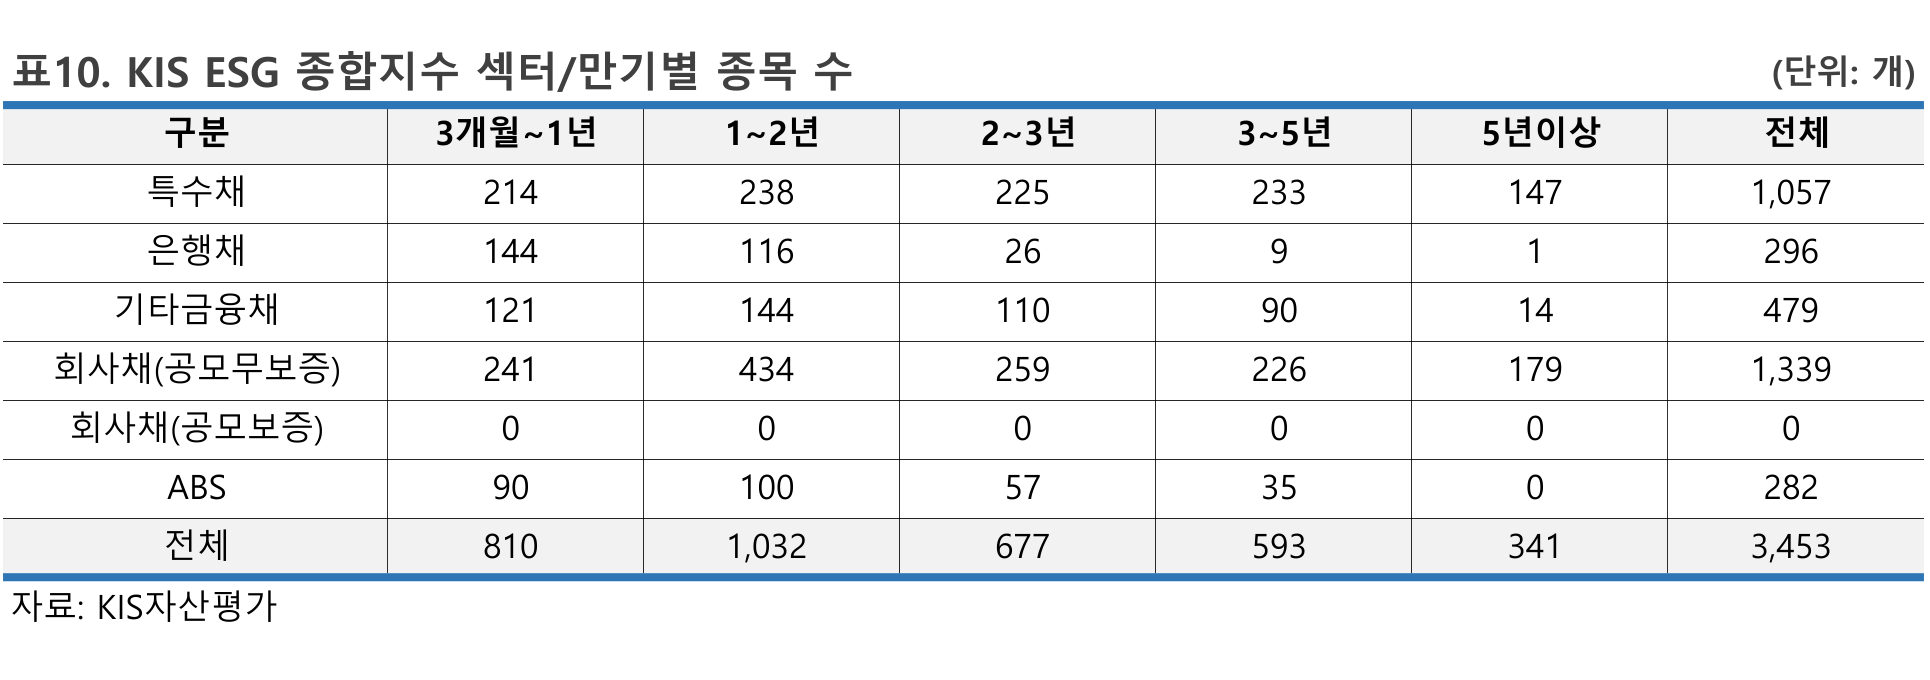 표10. KIS ESG 종합지수 섹터/만기별 종목 수 (단위: 개)
구분 3개월~1년 1~2년 2~3년 3~5년 5년이상 전체
특수채 214 238 225 233 147 1,057
은행채 144 116 26 9 1 296
기타금융채 121 144 110 90 14 479
회사채(공모무보증) 241 434 259 226 179 1,339
회사채(공모보증) 0 0 0 0 0 0
ABS 90 100 57 35 0 282
전체 810 1,032 677 593 341 3,453
자료: KIS자산평가